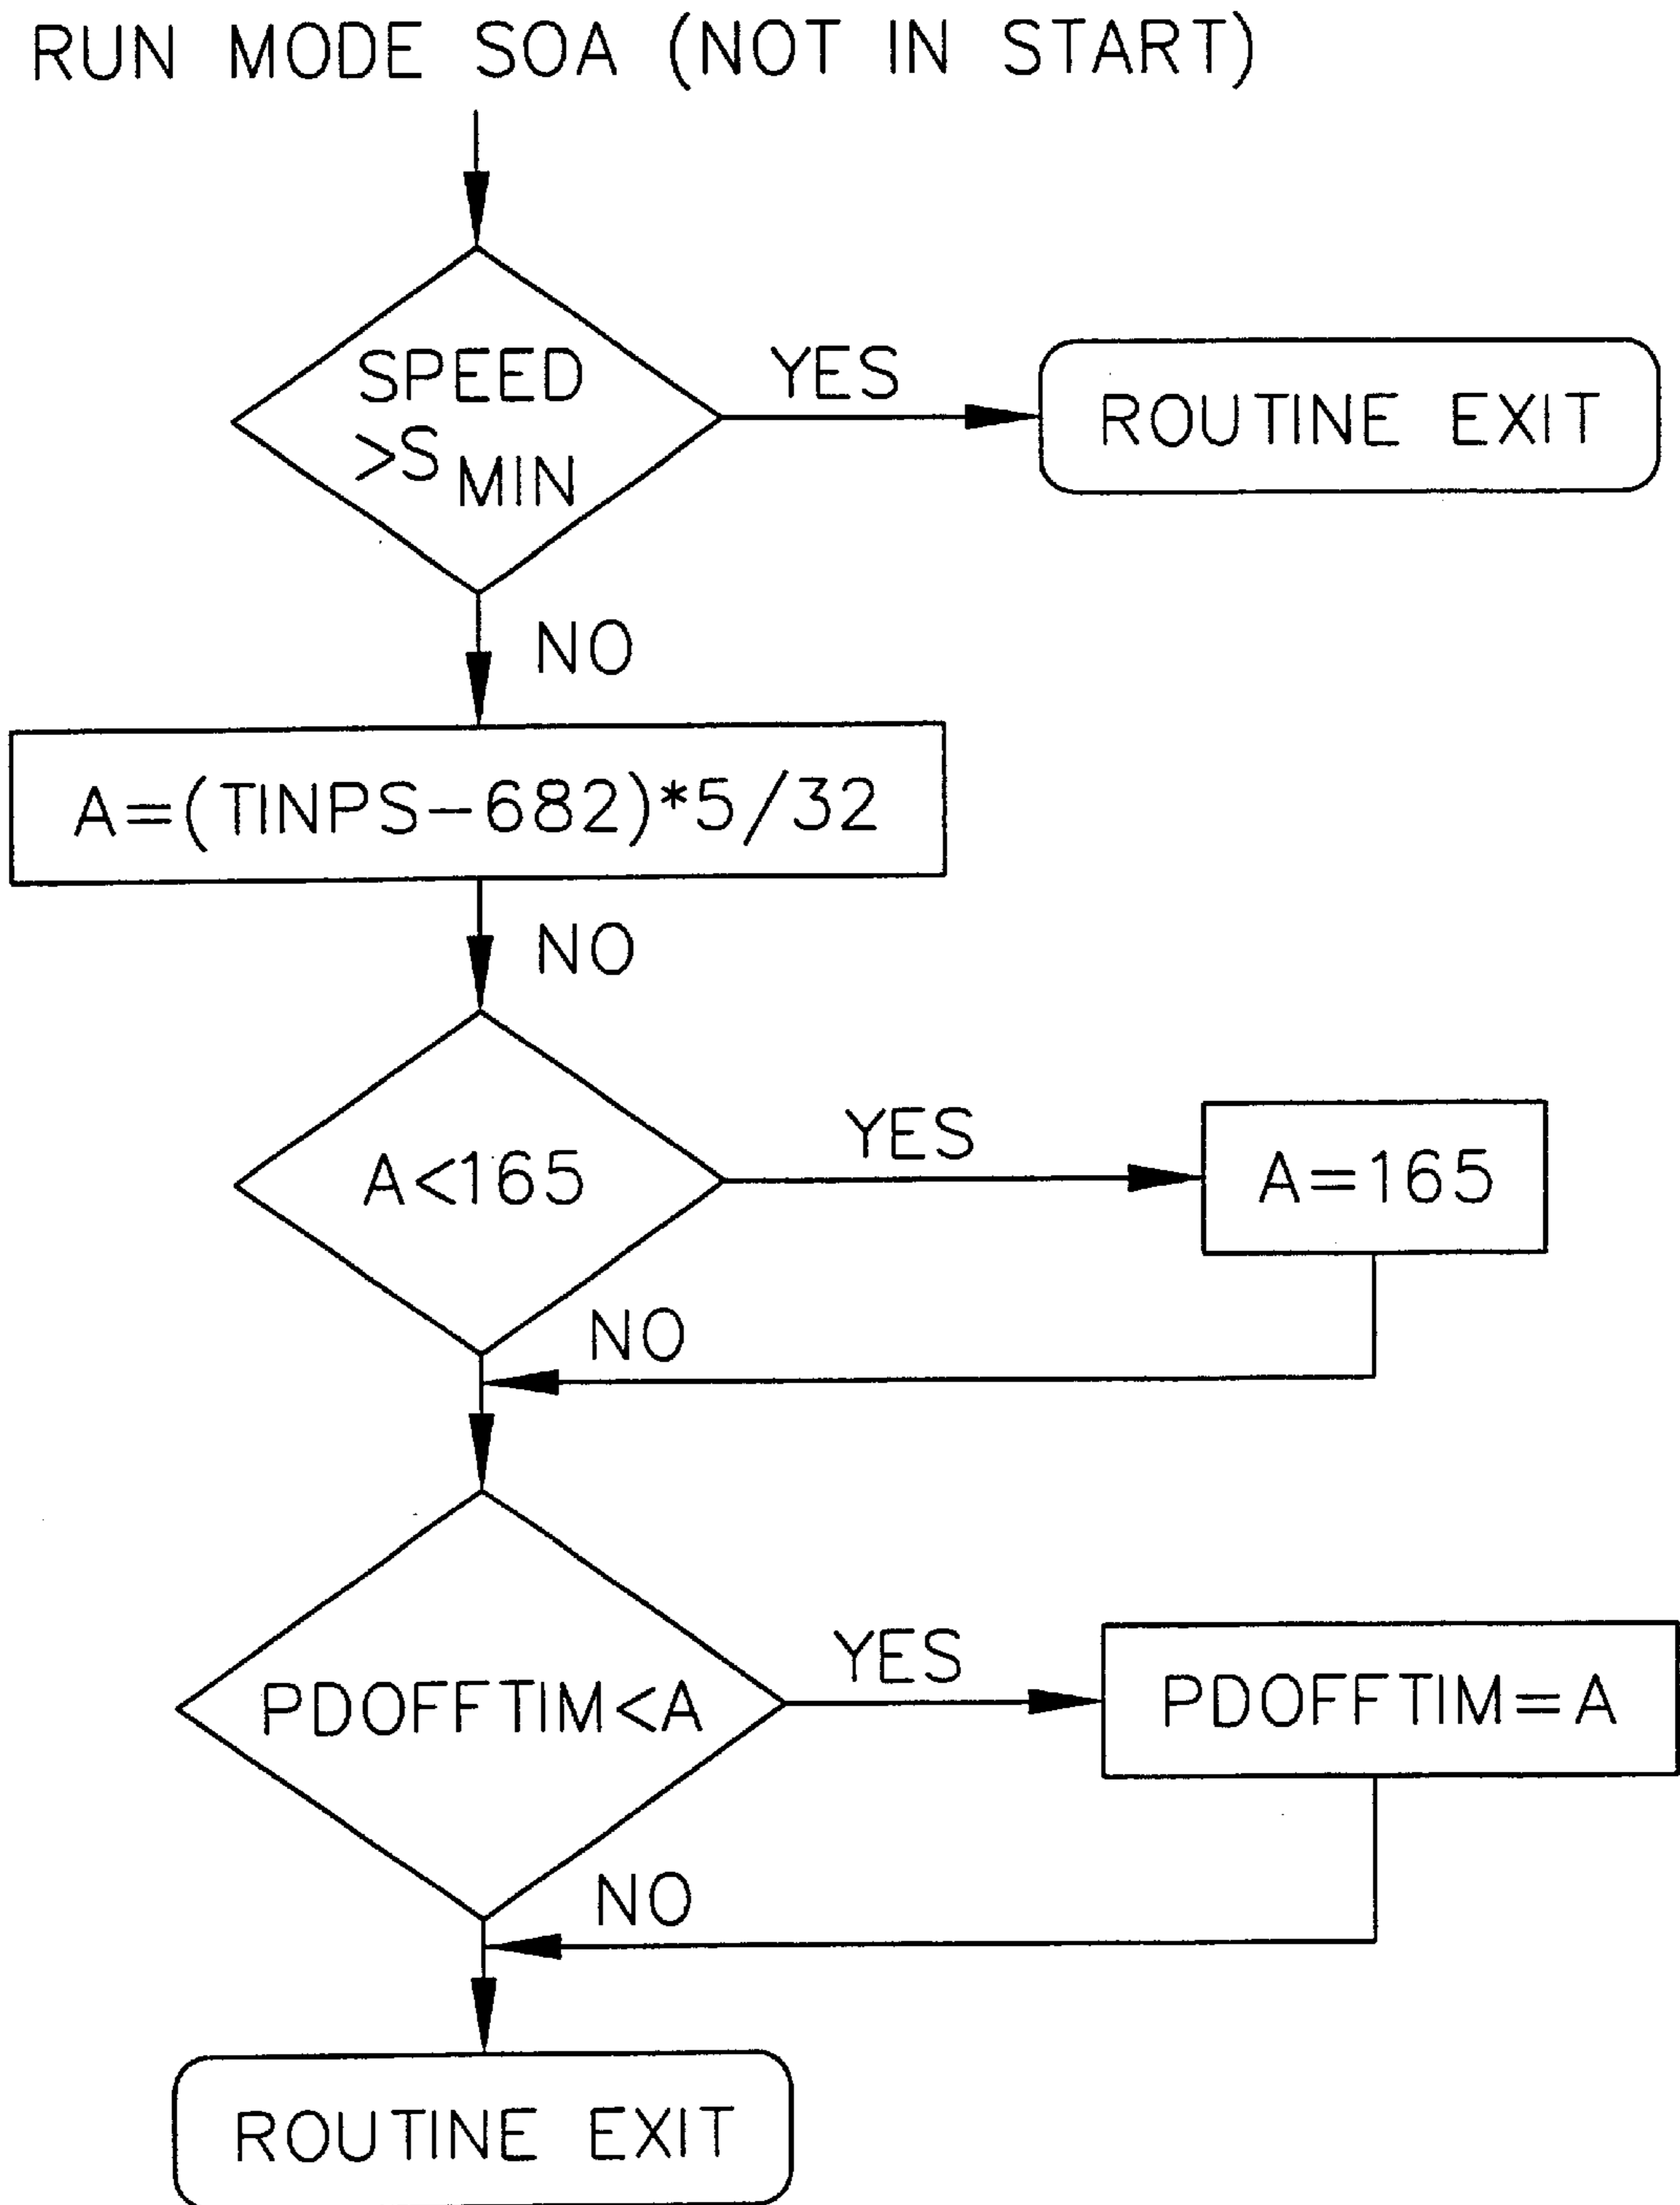 RUN MODE SOA (NOT IN START)
SPEED
>S MIN
YES
ROUTINE EXIT
NO
A=(TINPS-682)*5/32
NO
A<165
YES
A=165
NO
PDOFFTIM<A
YES
PDOFFTIM=A
NO
ROUTINE EXIT